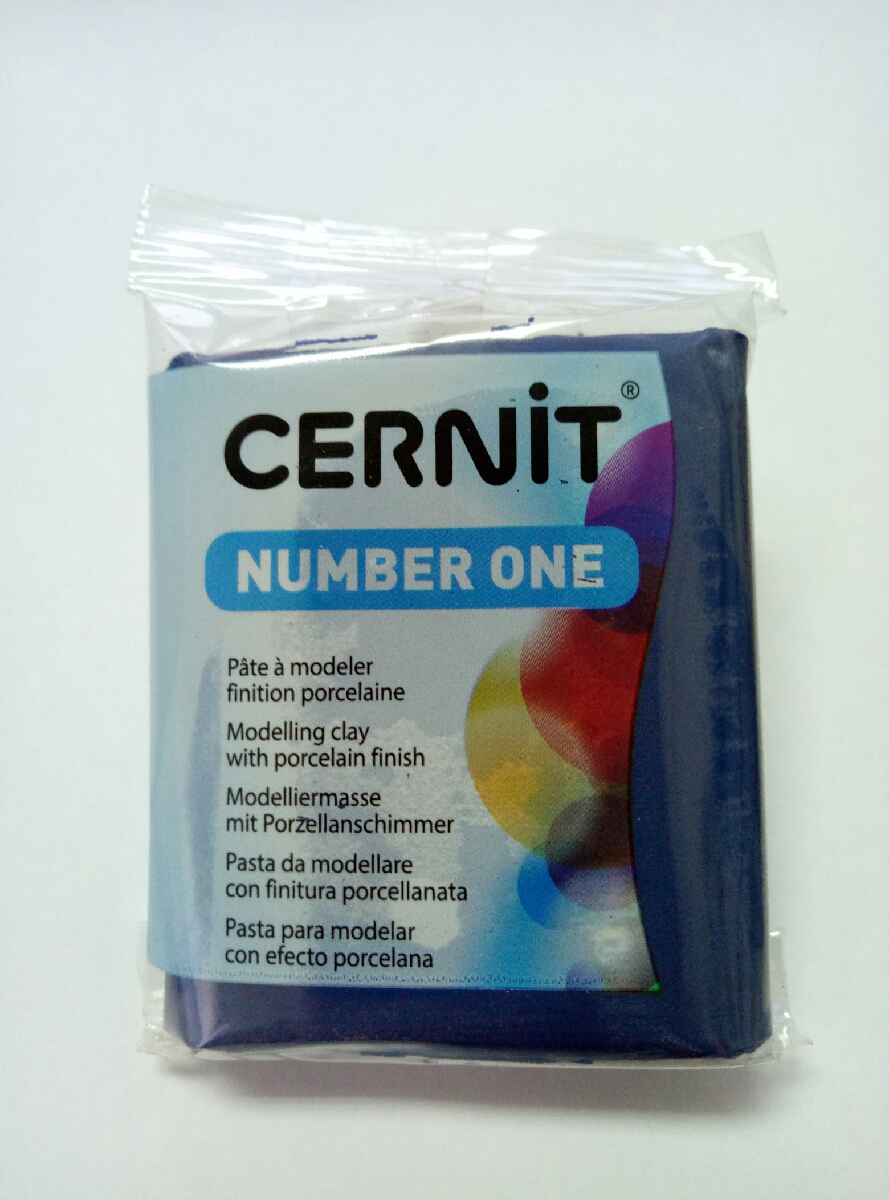 CERNiT®
NUMBER ONE
Pâte à modeler
finition porcelaine
Modelling clay
with porcelain finish
Modelliermasse
mit Porzellanschimmer
Pasta da modellare
con finitura porcellanata
Pasta para modelar
con efecto porcelana